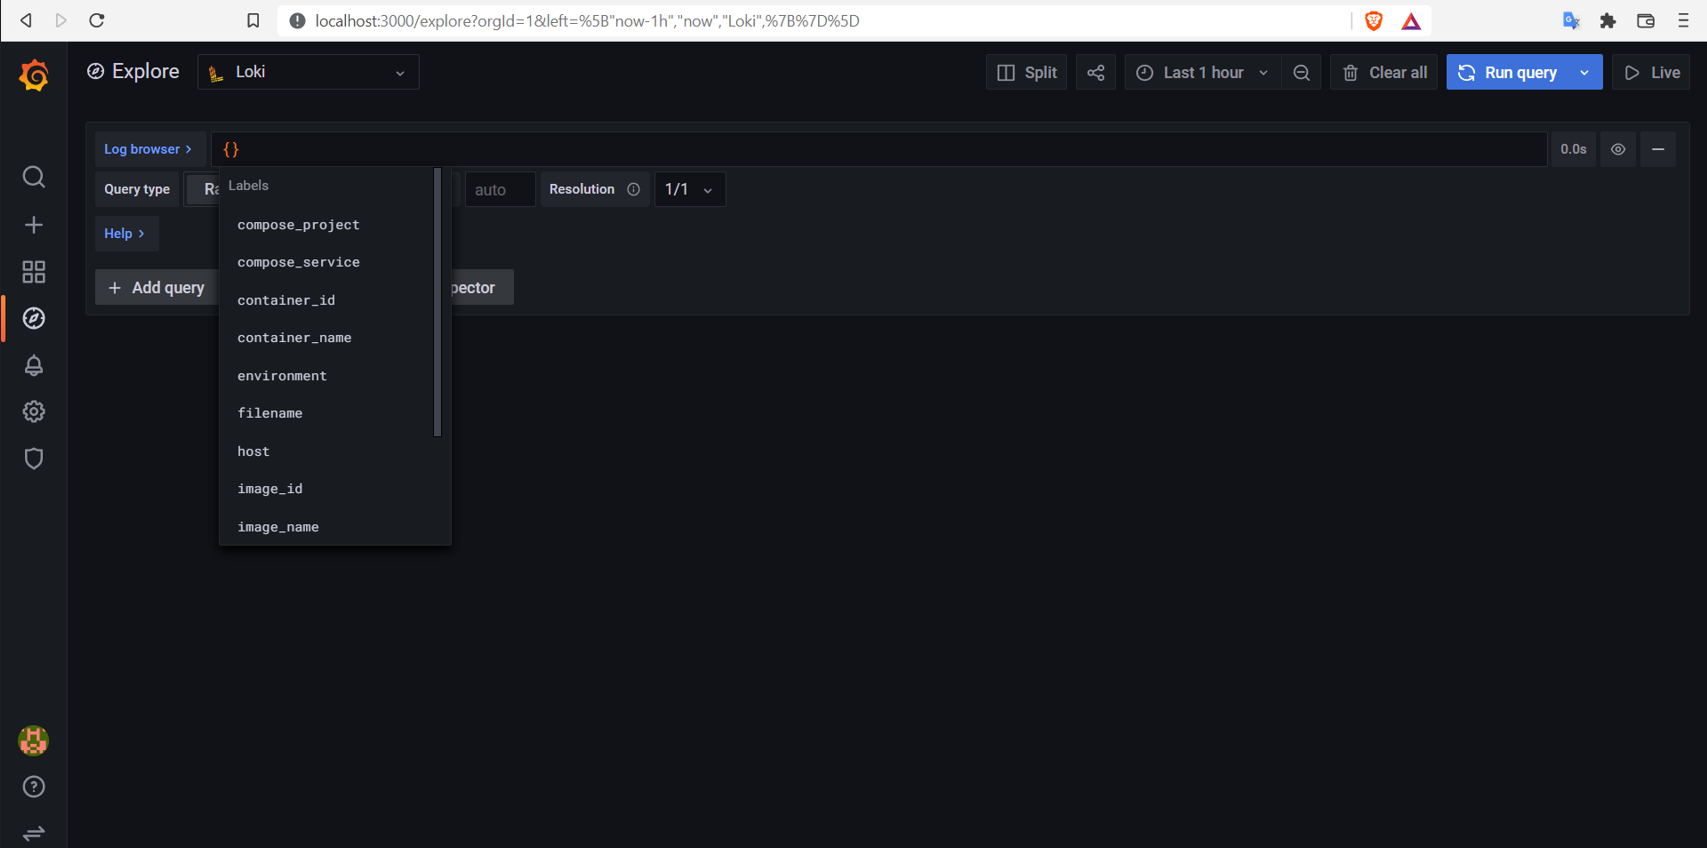 localhost:3000/explore?orgId=1&left=%5B"now-1h","now","Loki",%7B%7D%5D
Explore Loki Split Last 1 hour Clear all Run query Live
Log browser > {} 0.0s
Query type Ra auto Resolution 1/1
Labels
compose_project
Help >
compose_service
+ Add query pector
container_id
container_name
environment
filename
host
image_id
image_name